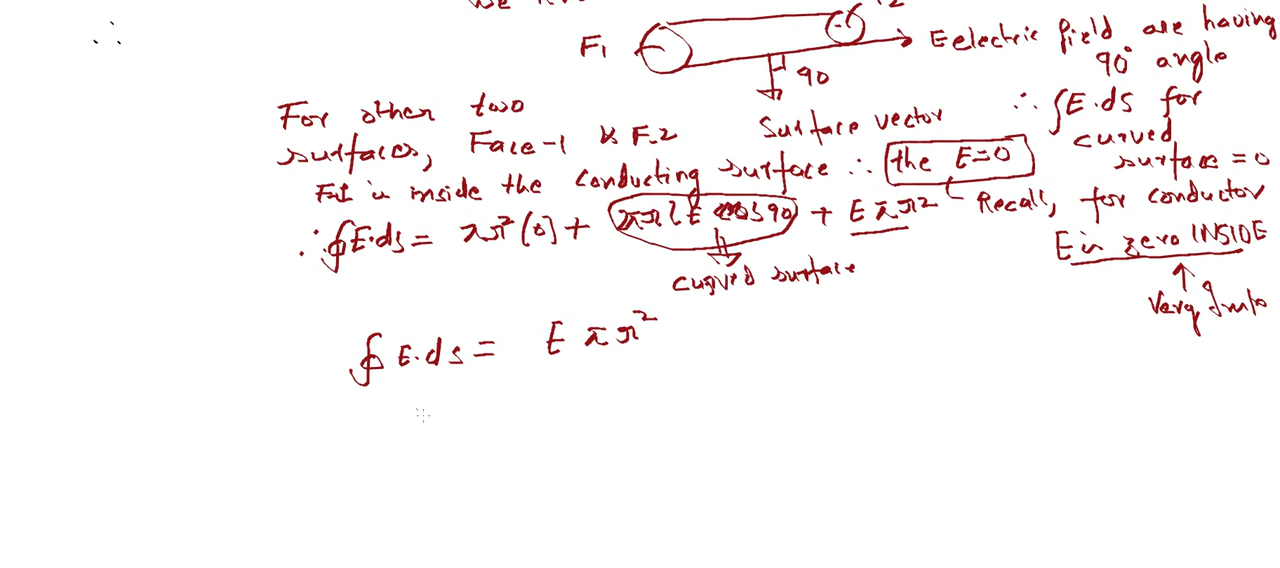 F1
Eelectric field are having
90° angle
90
Surface vector
∴ ∫E.ds for
curved
surface = 0
For other two
surfaces, Face-1 & F.2
F1 is inside the conducting surface ∴ the E=0
Recall, for conductor
E is zero INSIDE
Very Imp
∴ ∮E.ds = πr²(0) + 2πrlE cos90 + Eπr²
curved surface
∮E.ds = Eπr²